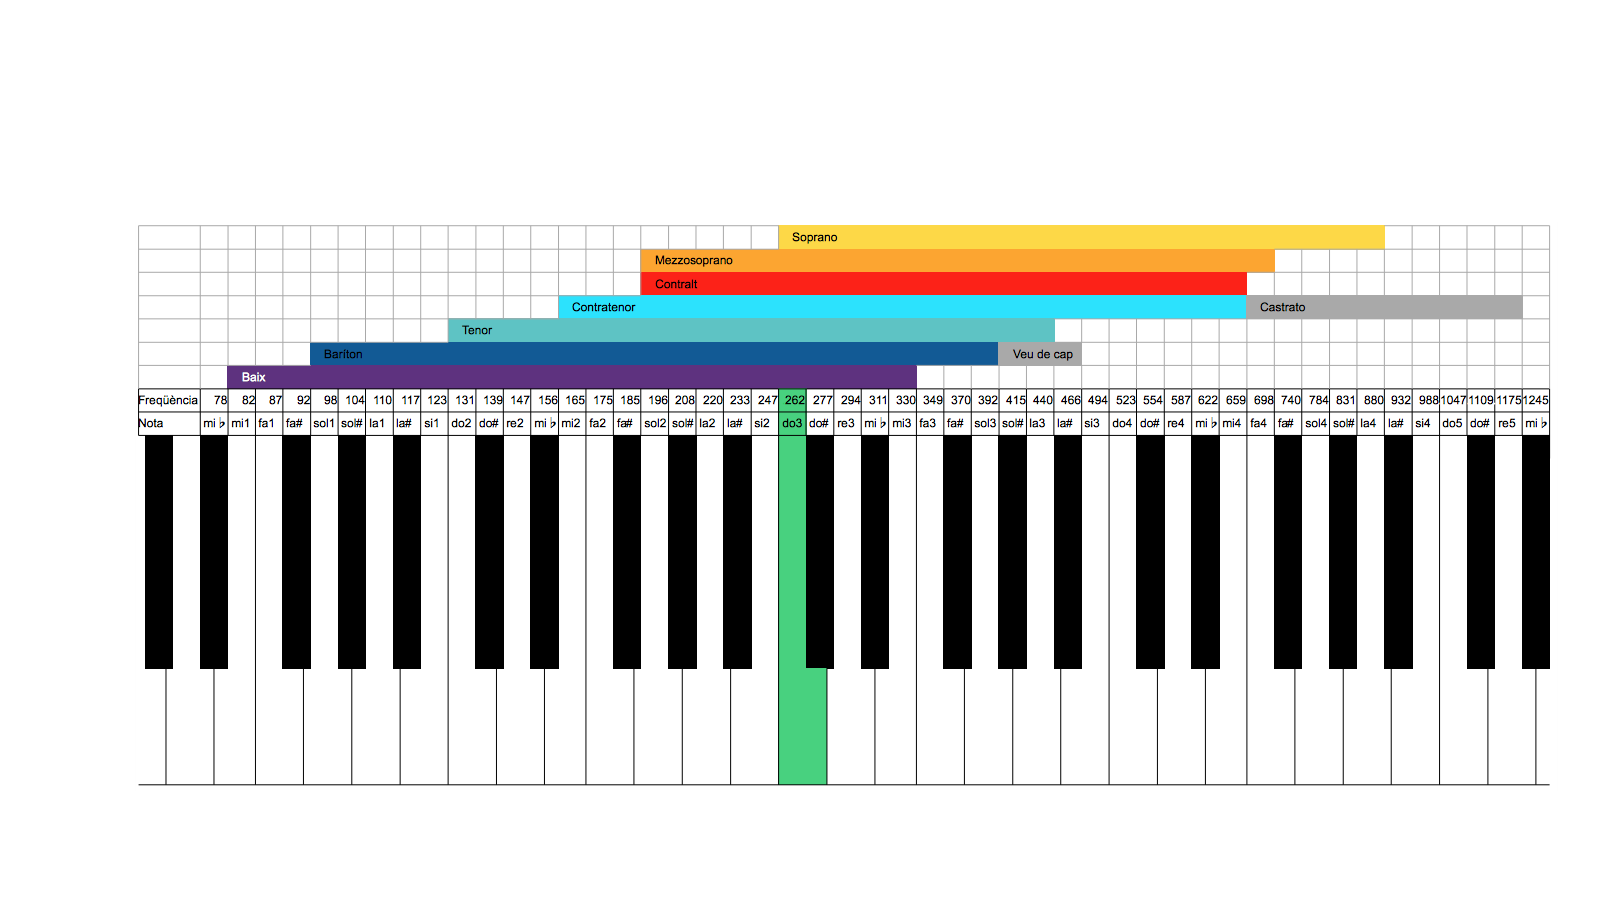 Soprano
Mezzosoprano
Contralt
Contratenor Castrato
Tenor
Baríton Veu de cap
Baix
Freqüència 78 82 87 92 98 104 110 117 123 131 139 147 156 165 175 185 196 208 220 233 247 262 277 294 311 330 349 370 392 415 440 466 494 523 554 587 622 659 698 740 784 831 880 932 988 1047 1109 1175 1245
Nota mi♭ mi1 fa1 fa# sol1 sol# la1 la# si1 do2 do# re2 mi♭ mi2 fa2 fa# sol2 sol# la2 la# si2 do3 do# re3 mi♭ mi3 fa3 fa# sol3 sol# la3 la# si3 do4 do# re4 mi♭ mi4 fa4 fa# sol4 sol# la4 la# si4 do5 do# re5 mi♭